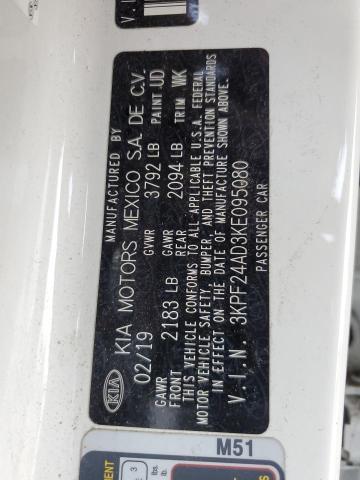 MANUFACTURED BY
KIA KIA MOTORS MEXICO S.A. DE C.V.
02/19 GVWR 3792 LB PAINT UD
GAWR FRONT 2183 LB GAWR REAR 2094 LB TRIM WK
THIS VEHICLE CONFORMS TO ALL APPLICABLE U.S.A. FEDERAL
MOTOR VEHICLE SAFETY, BUMPER, AND THEFT PREVENTION STANDARDS
IN EFFECT ON THE DATE OF MANUFACTURE SHOWN ABOVE.
V.I.N. 3KPF24AD3KE095080
PASSENGER CAR
M51